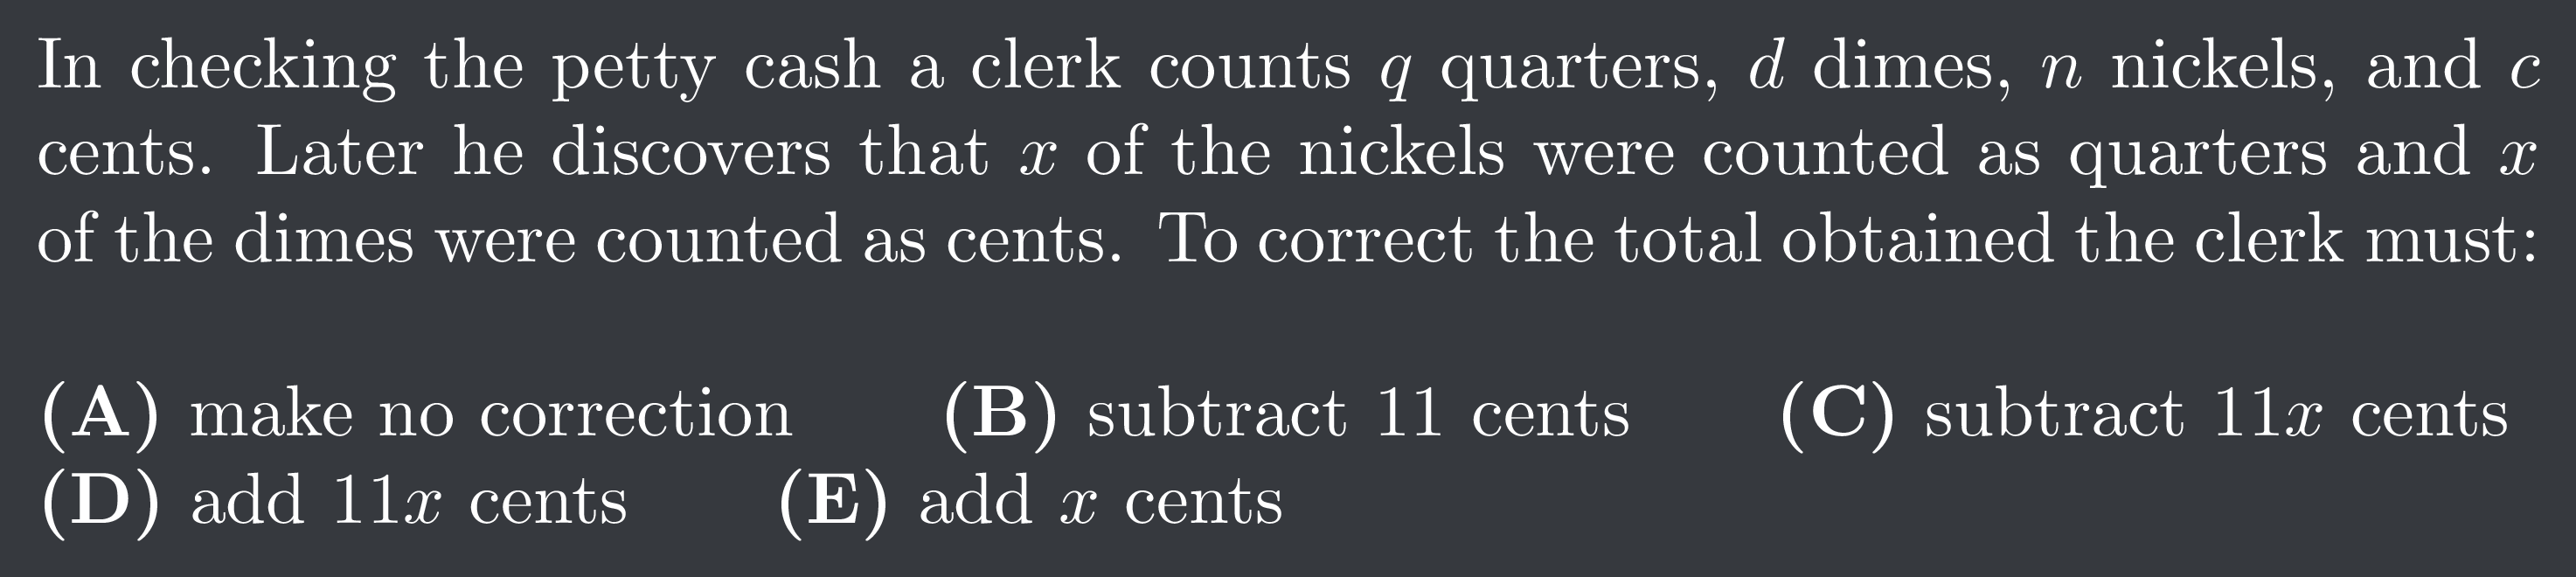 In checking the petty cash a clerk counts q quarters, d dimes, n nickels, and c
cents. Later he discovers that x of the nickels were counted as quarters and x
of the dimes were counted as cents. To correct the total obtained the clerk must:
(A) make no correction (B) subtract 11 cents (C) subtract 11x cents
(D) add 11x cents (E) add x cents